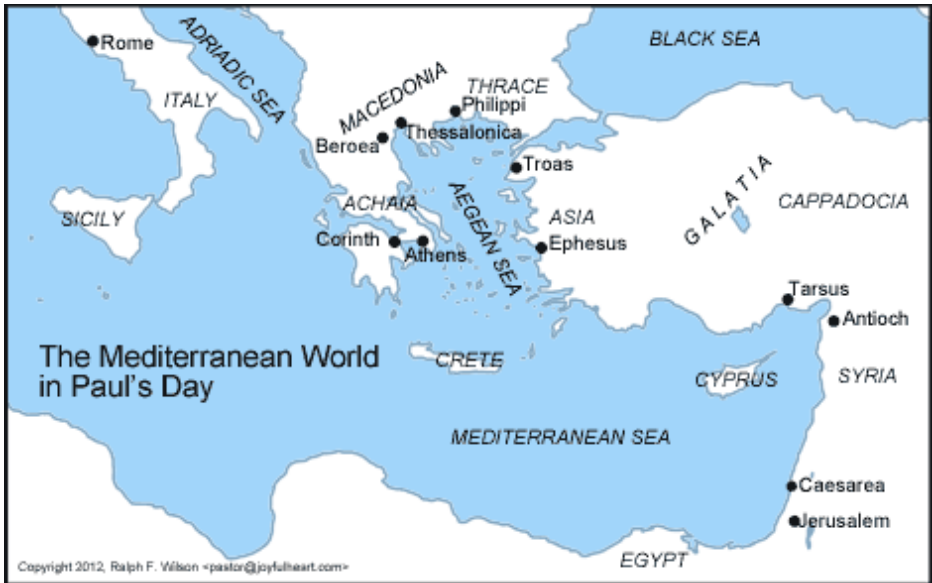 Rome
ADRIADIC SEA
BLACK SEA
ITALY
MACEDONIA
THRACE
Philippi
Thessalonica
Beroea
Troas
SICILY
ACHAIA
AEGEAN SEA
ASIA
GALATIA
CAPPADOCIA
Corinth
Athens
Ephesus
Tarsus
Antioch
The Mediterranean World
in Paul's Day
CRETE
CYPRUS
SYRIA
MEDITERRANEAN SEA
Caesarea
Jerusalem
EGYPT
Copyright 2012, Ralph F. Wilson <pastor@joyfulheart.com>